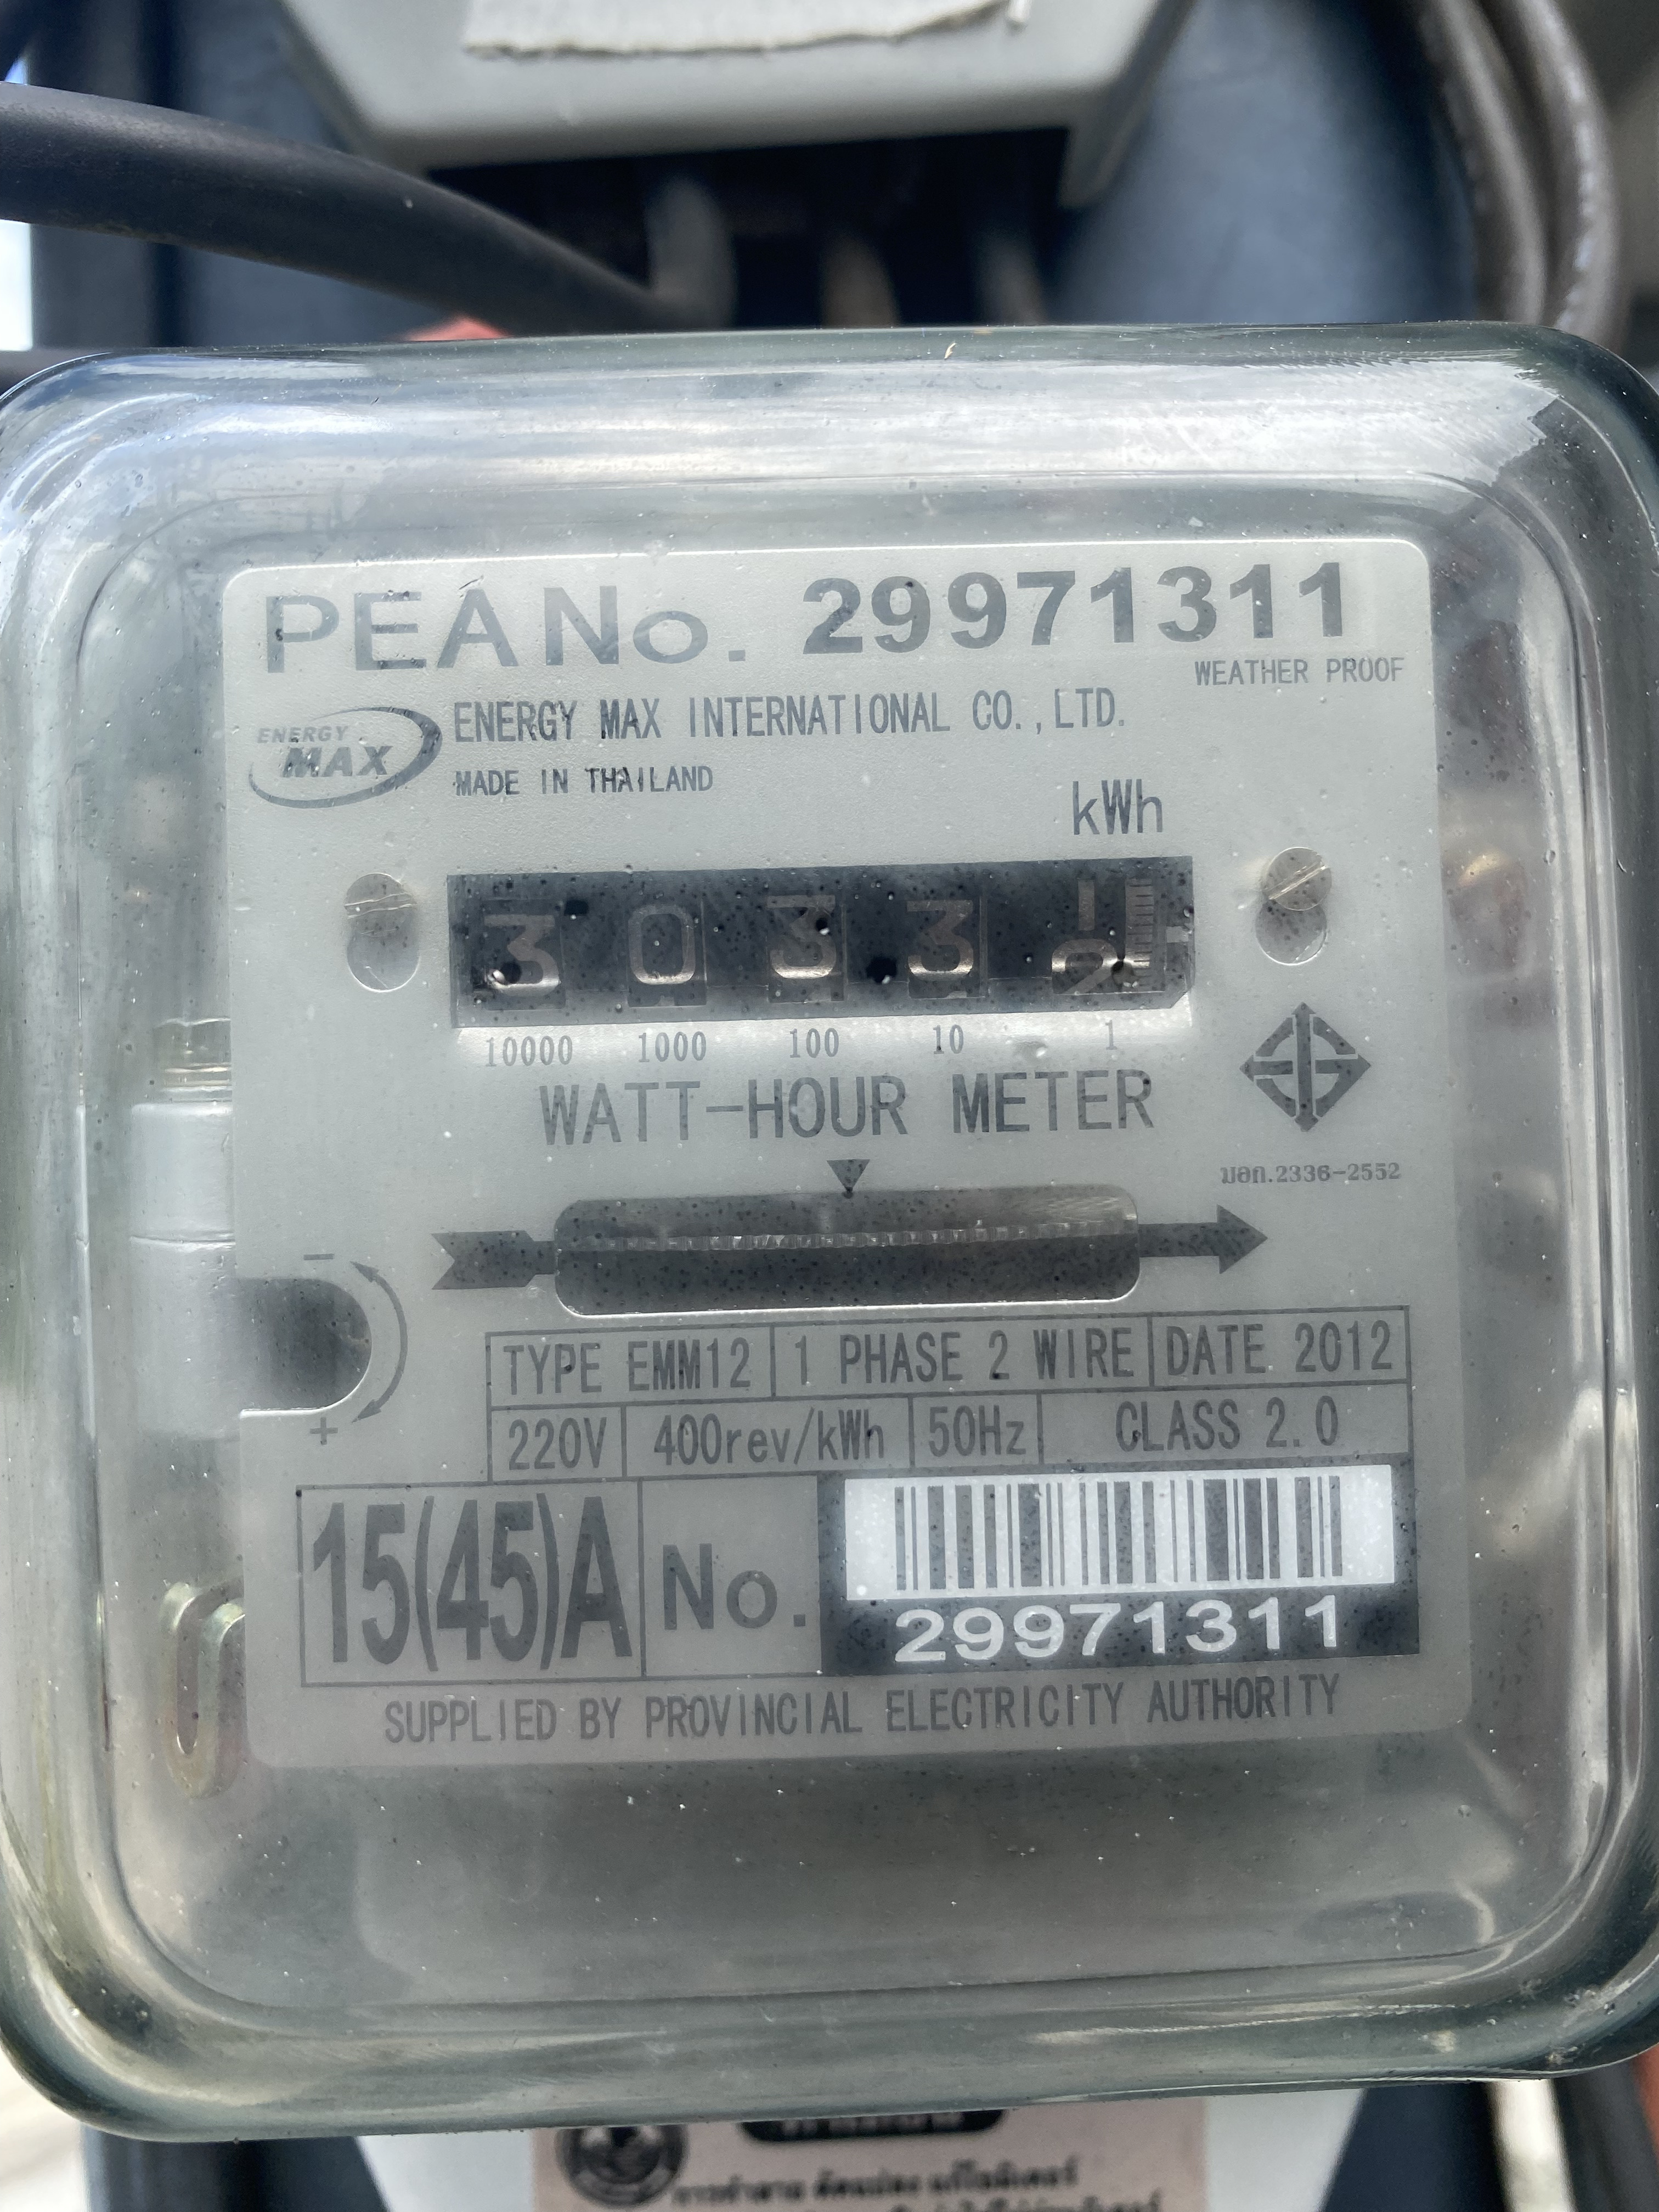 PEA No. 29971311
WEATHER PROOF
ENERGY MAX
ENERGY MAX INTERNATIONAL CO.,LTD.
MADE IN THAILAND
kWh
3 0 3 3 1
2
10000 1000 100 10 1
WATT-HOUR METER
มอก.2336-2552
−
+
TYPE EMM12 1 PHASE 2 WIRE DATE 2012
220V 400rev/kWh 50Hz CLASS 2.0
15(45)A No. 29971311
SUPPLIED BY PROVINCIAL ELECTRICITY AUTHORITY